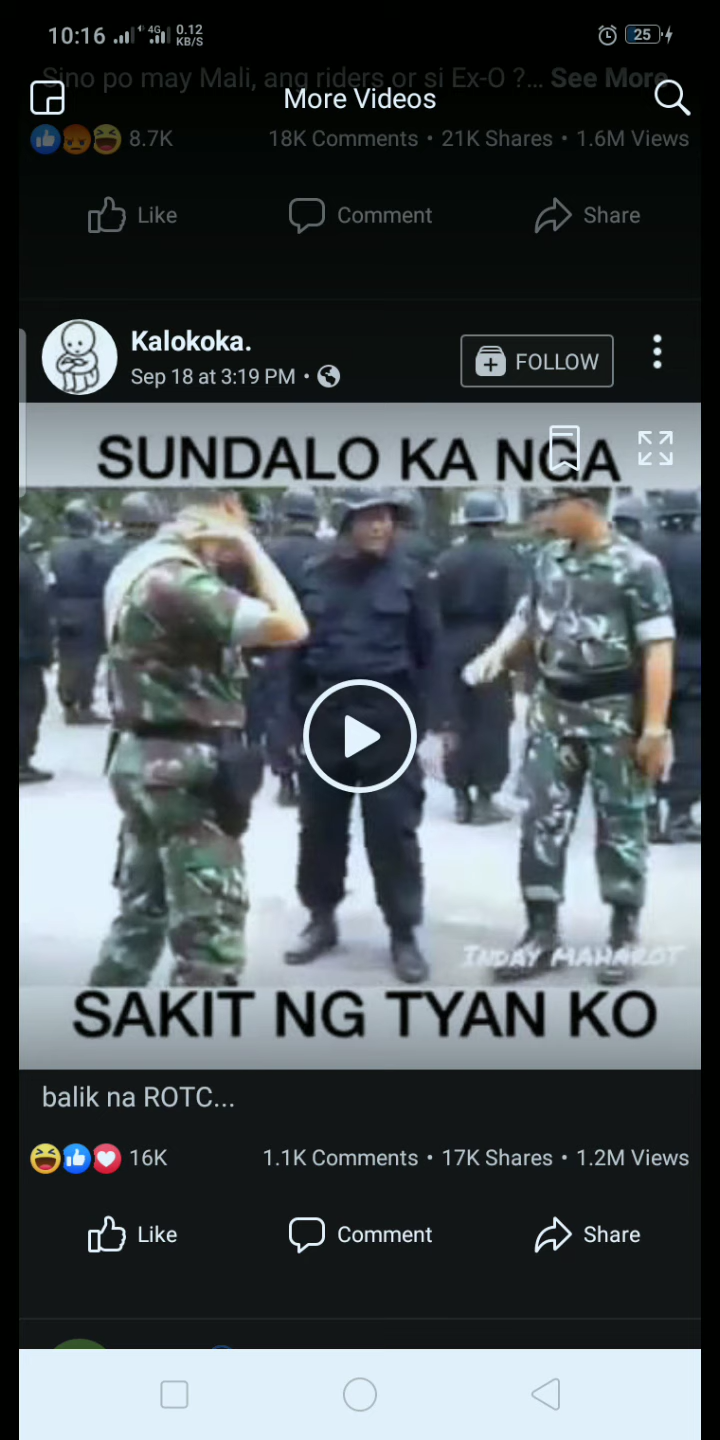 10:16 4G 0.12 KB/S 25
Sino po may Mali, ang riders or si Ex-O ?... See More
More Videos
8.7K 18K Comments • 21K Shares • 1.6M Views
Like Comment Share
Kalokoka.
Sep 18 at 3:19 PM •
FOLLOW
SUNDALO KA NGA
INDAY MAHAROT
SAKIT NG TYAN KO
balik na ROTC...
16K 1.1K Comments • 17K Shares • 1.2M Views
Like Comment Share